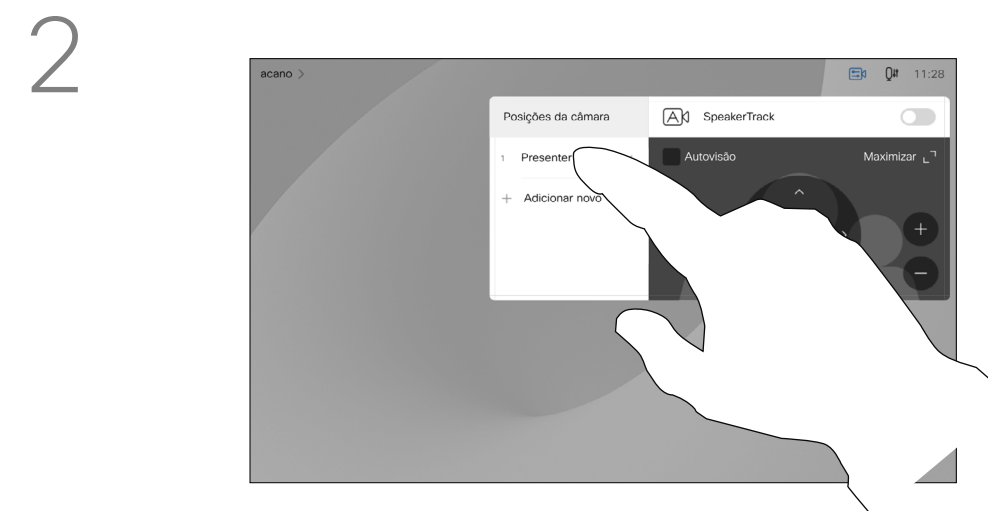 2
acano >
11:28
Posições da câmara
SpeakerTrack
1 Presenter
Autovisão
Maximizar
+ Adicionar novo